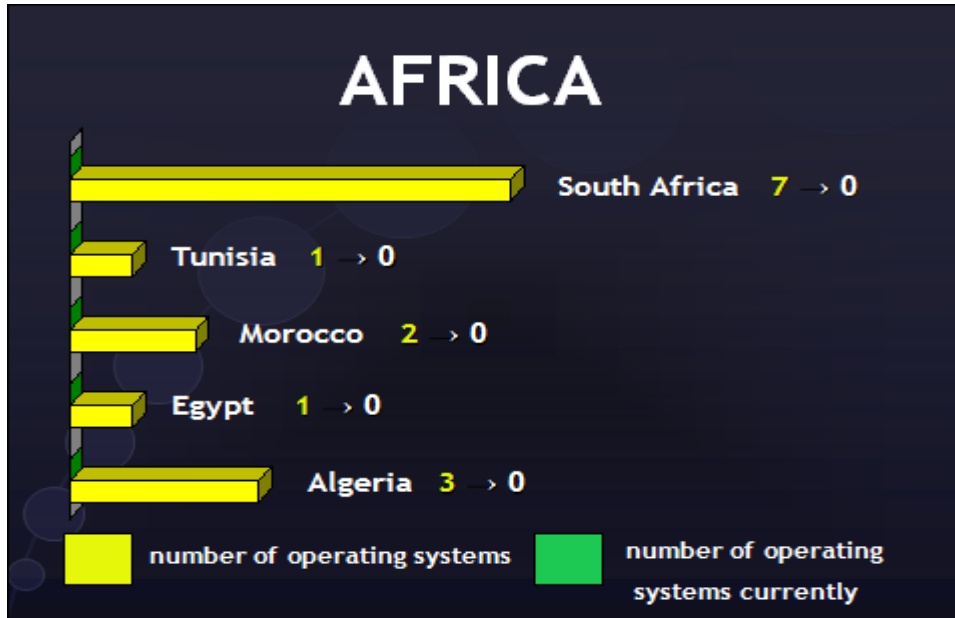 AFRICA
South Africa 7 → 0
Tunisia 1 → 0
Morocco 2 → 0
Egypt 1 → 0
Algeria 3 → 0
number of operating systems
number of operating
systems currently